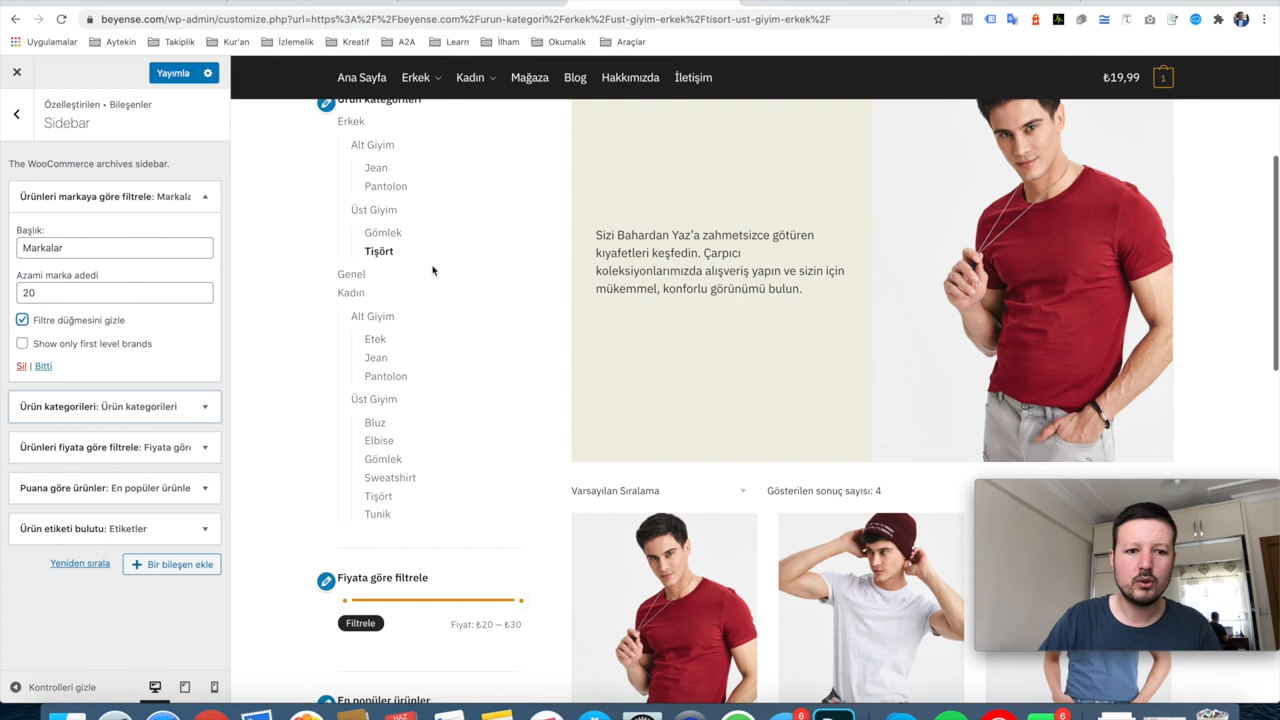 beyense.com/wp-admin/customize.php?url=https%3A%2F%2Fbeyense.com%2Furun-kategori%2Ferkek%2Fust-giyim-erkek%2Ftisort-ust-giyim-erkek%2F
Uygulamalar
Aytekin
Takiplik
Kur'an
İzlemelik
Kreatif
A2A
Learn
İlham
Okumalık
Araçlar
Yayımla
Özelleştirilen • Bileşenler
Sidebar
The WooCommerce archives sidebar.
Ürünleri markaya göre filtrele: Markala
Başlık:
Markalar
Azami marka adedi
20
Filtre düğmesini gizle
Show only first level brands
Sil | Bitti
Ürün kategorileri: Ürün kategorileri
Ürünleri fiyata göre filtrele: Fiyata göre
Puana göre ürünler: En popüler ürünle
Ürün etiketi bulutu: Etiketler
Yeniden sırala
Bir bileşen ekle
Kontrolleri gizle
Ana Sayfa
Erkek
Kadın
Mağaza
Blog
Hakkımızda
İletişim
₺19,99
1
Ürün kategorileri
Erkek
Alt Giyim
Jean
Pantolon
Üst Giyim
Gömlek
Tişört
Genel
Kadın
Alt Giyim
Etek
Jean
Pantolon
Üst Giyim
Bluz
Elbise
Gömlek
Sweatshirt
Tişört
Tunik
Fiyata göre filtrele
Filtrele
Fiyat: ₺20 — ₺30
En popüler ürünler
Sizi Bahardan Yaz’a zahmetsizce götüren
kıyafetleri keşfedin. Çarpıcı
koleksiyonlarımızda alışveriş yapın ve sizin için
mükemmel, konforlu görünümü bulun.
Varsayılan Sıralama
Gösterilen sonuç sayısı: 4
HAZ
6
6